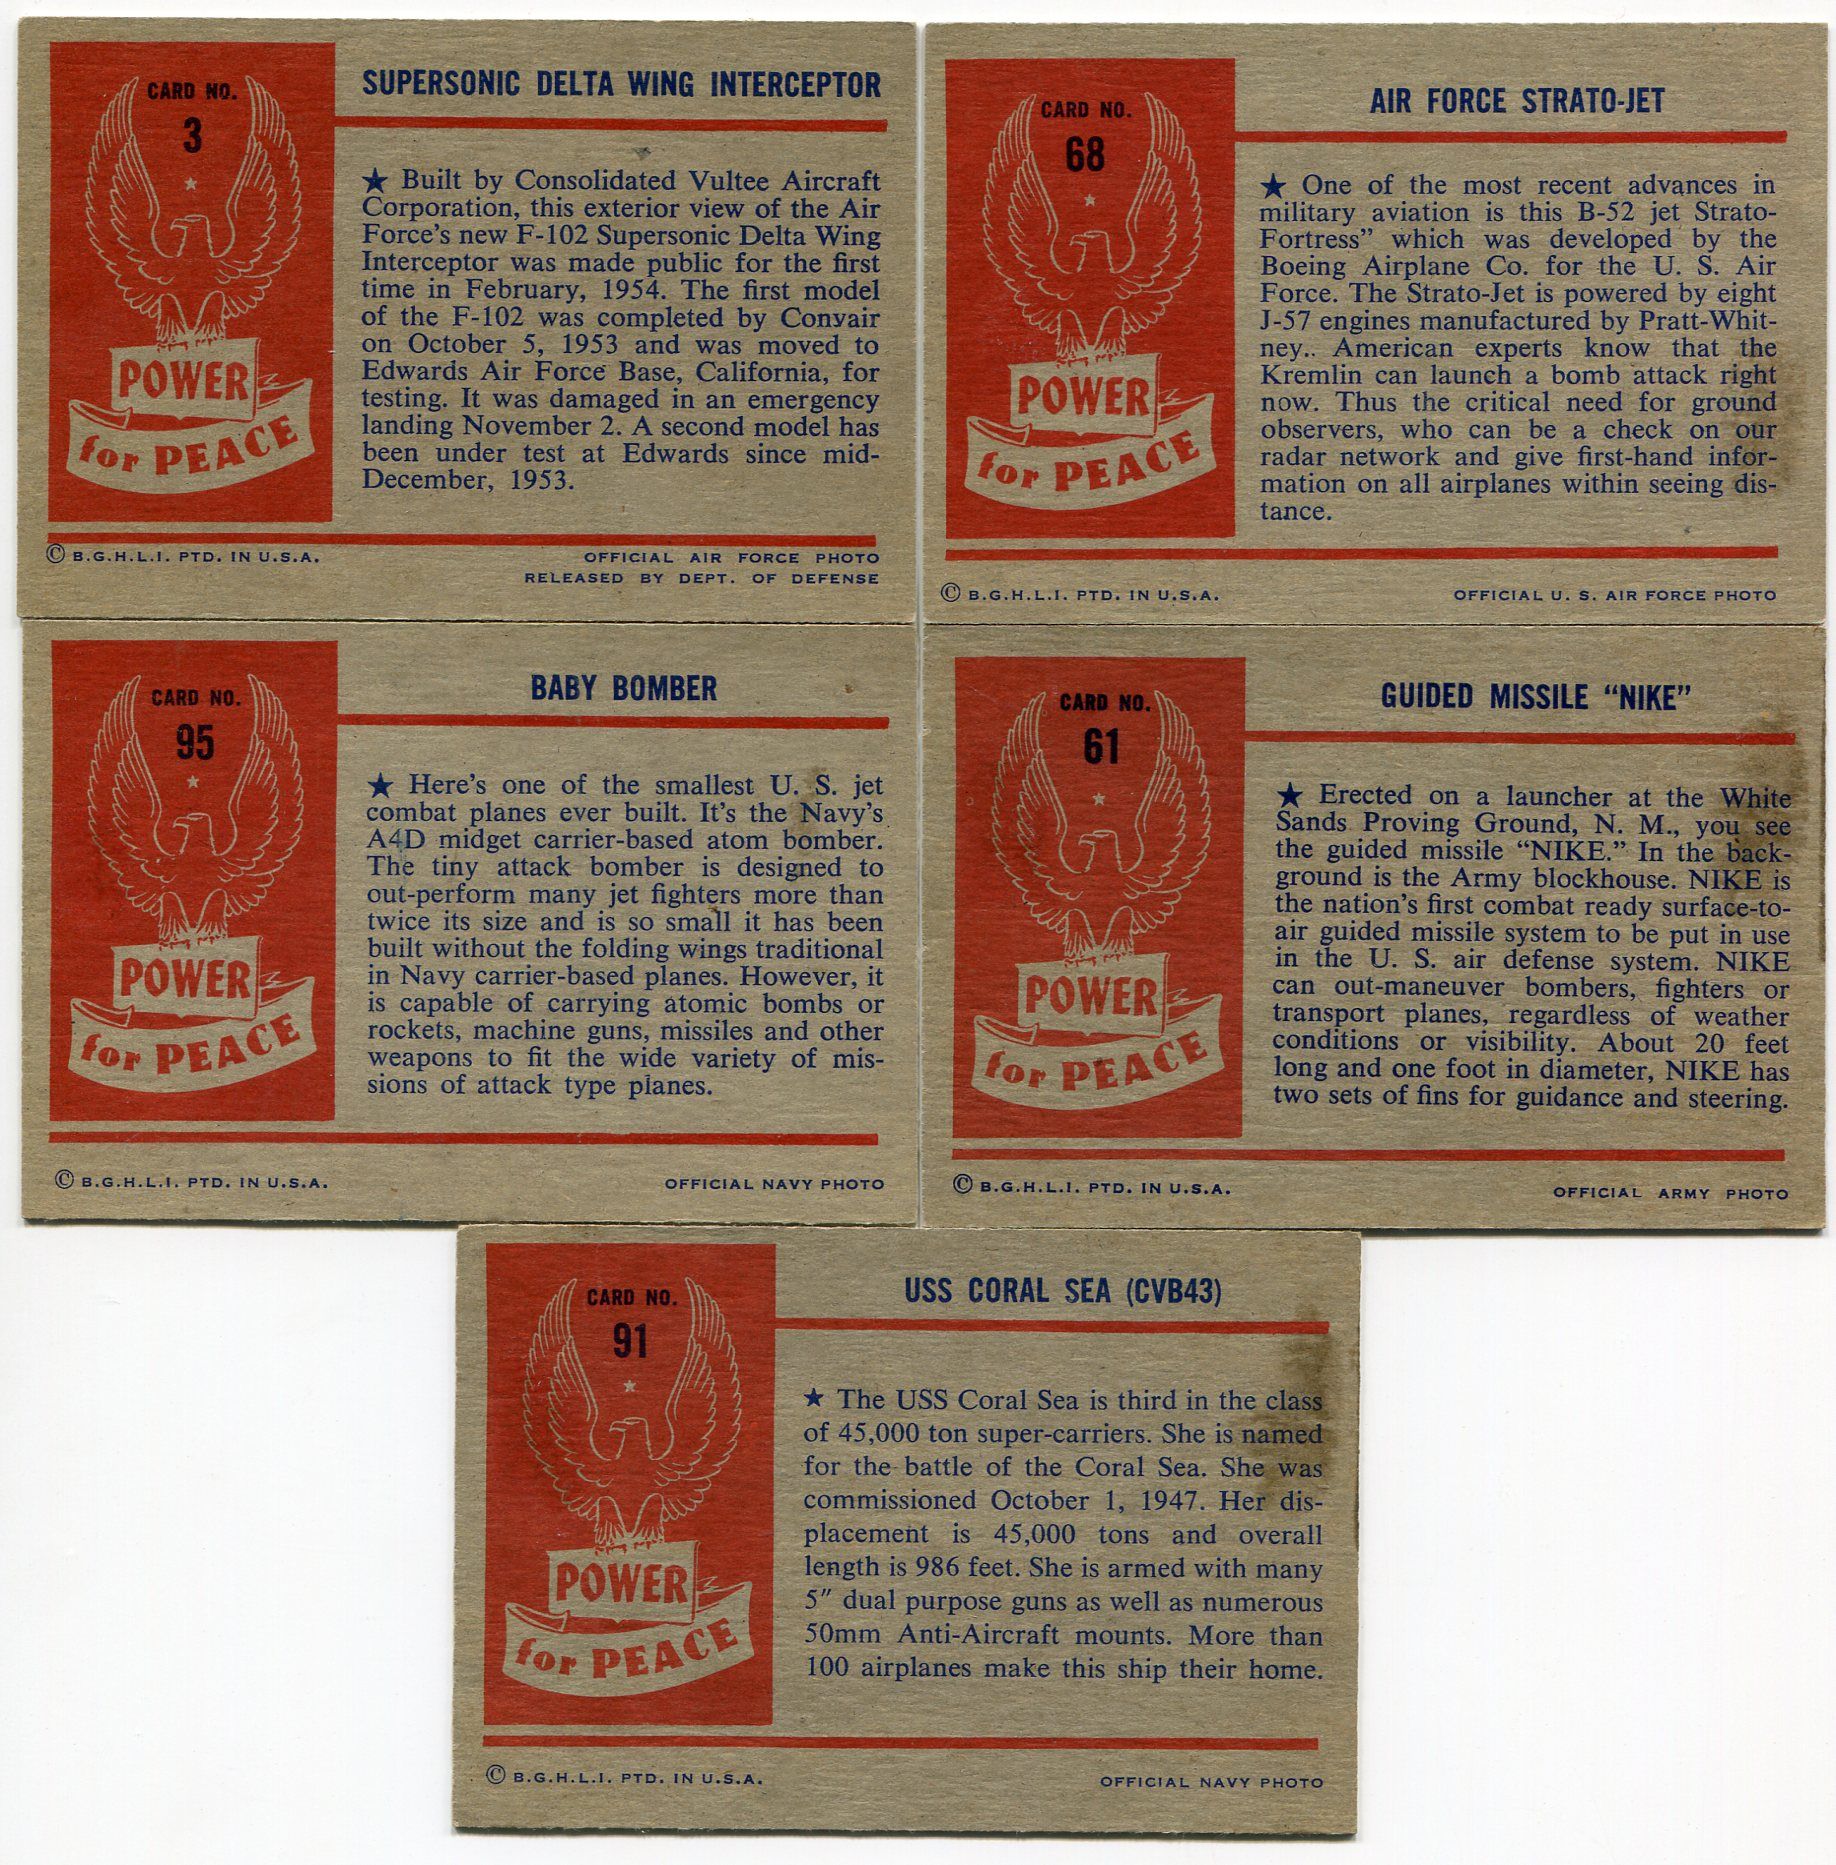 CARD NO.
3
POWER
for PEACE
SUPERSONIC DELTA WING INTERCEPTOR
★ Built by Consolidated Vultee Aircraft
Corporation, this exterior view of the Air
Force's new F-102 Supersonic Delta Wing
Interceptor was made public for the first
time in February, 1954. The first model
of the F-102 was completed by Convair
on October 5, 1953 and was moved to
Edwards Air Force Base, California, for
testing. It was damaged in an emergency
landing November 2. A second model has
been under test at Edwards since mid-
December, 1953.
© B.G.H.L.I. PTD. IN U.S.A.
OFFICIAL AIR FORCE PHOTO
RELEASED BY DEPT. OF DEFENSE
CARD NO.
68
POWER
for PEACE
AIR FORCE STRATO-JET
★ One of the most recent advances in
military aviation is this B-52 jet Strato-
Fortress” which was developed by the
Boeing Airplane Co. for the U. S. Air
Force. The Strato-Jet is powered by eight
J-57 engines manufactured by Pratt-Whit-
ney.. American experts know that the
Kremlin can launch a bomb attack right
now. Thus the critical need for ground
observers, who can be a check on our
radar network and give first-hand infor-
mation on all airplanes within seeing dis-
tance.
© B.G.H.L.I. PTD. IN U.S.A.
OFFICIAL U. S. AIR FORCE PHOTO
CARD NO.
95
POWER
for PEACE
BABY BOMBER
★ Here's one of the smallest U. S. jet
combat planes ever built. It's the Navy's
A4D midget carrier-based atom bomber.
The tiny attack bomber is designed to
out-perform many jet fighters more than
twice its size and is so small it has been
built without the folding wings traditional
in Navy carrier-based planes. However, it
is capable of carrying atomic bombs or
rockets, machine guns, missiles and other
weapons to fit the wide variety of mis-
sions of attack type planes.
© B.G.H.L.I. PTD. IN U.S.A.
OFFICIAL NAVY PHOTO
CARD NO.
61
POWER
for PEACE
GUIDED MISSILE “NIKE”
★ Erected on a launcher at the White
Sands Proving Ground, N. M., you see
the guided missile “NIKE.” In the back-
ground is the Army blockhouse. NIKE is
the nation's first combat ready surface-to-
air guided missile system to be put in use
in the U. S. air defense system. NIKE
can out-maneuver bombers, fighters or
transport planes, regardless of weather
conditions or visibility. About 20 feet
long and one foot in diameter, NIKE has
two sets of fins for guidance and steering.
© B.G.H.L.I. PTD. IN U.S.A.
OFFICIAL ARMY PHOTO
CARD NO.
91
POWER
for PEACE
USS CORAL SEA (CVB43)
★ The USS Coral Sea is third in the class
of 45,000 ton super-carriers. She is named
for the battle of the Coral Sea. She was
commissioned October 1, 1947. Her dis-
placement is 45,000 tons and overall
length is 986 feet. She is armed with many
5″ dual purpose guns as well as numerous
50mm Anti-Aircraft mounts. More than
100 airplanes make this ship their home.
© B.G.H.L.I. PTD. IN U.S.A.
OFFICIAL NAVY PHOTO